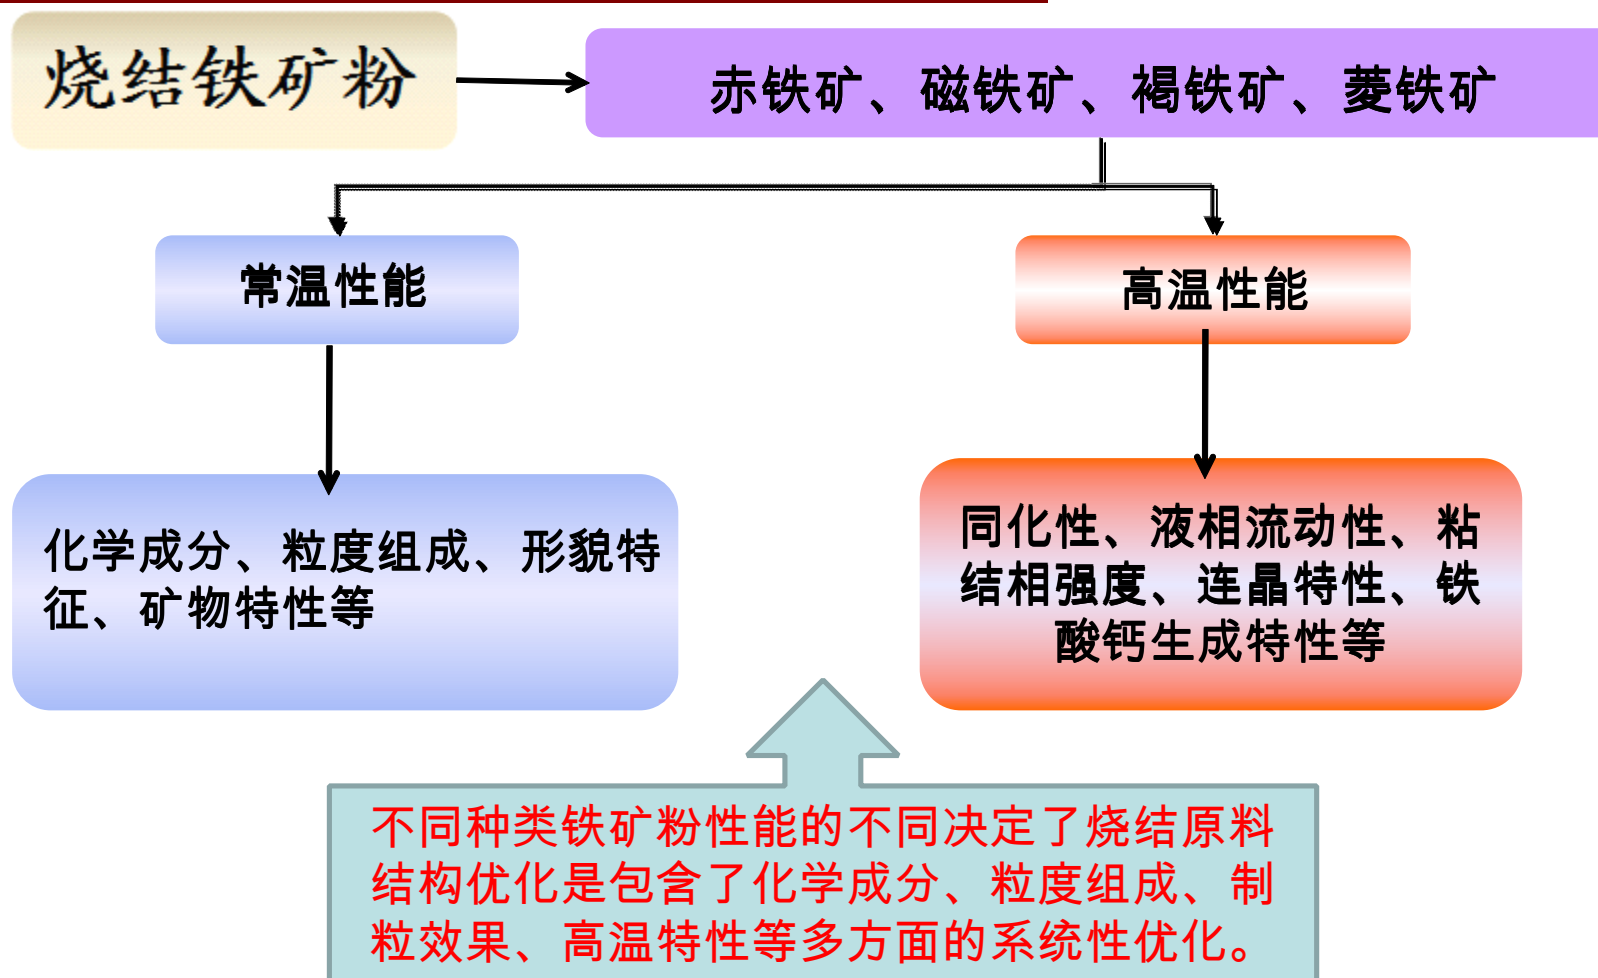 烧结铁矿粉
赤铁矿、磁铁矿、褐铁矿、菱铁矿
常温性能
高温性能
化学成分、粒度组成、形貌特
征、矿物特性等
同化性、液相流动性、粘
结相强度、连晶特性、铁
酸钙生成特性等
不同种类铁矿粉性能的不同决定了烧结原料
结构优化是包含了化学成分、粒度组成、制
粒效果、高温特性等多方面的系统性优化。